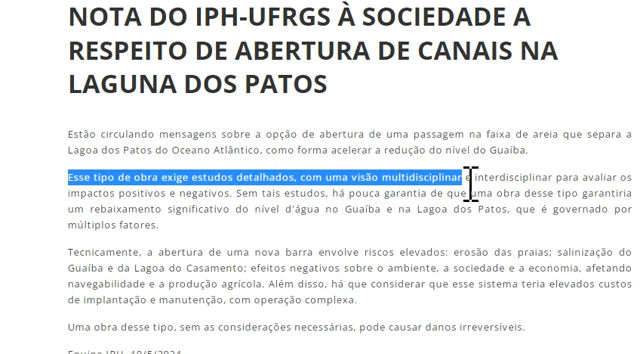 NOTA DO IPH-UFRGS À SOCIEDADE A
RESPEITO DE ABERTURA DE CANAIS NA
LAGUNA DOS PATOS
Estão circulando mensagens sobre a opção de abertura de uma passagem na faixa de areia que separa a
Lagoa dos Patos do Oceano Atlântico, como forma acelerar a redução do nível do Guaíba.
Esse tipo de obra exige estudos detalhados, com uma visão multidisciplinar e interdisciplinar para avaliar os
impactos positivos e negativos. Sem tais estudos, há pouca garantia de que uma obra desse tipo garantiria
um rebaixamento significativo do nível d'água no Guaíba e na Lagoa dos Patos, que é governado por
múltiplos fatores.
Tecnicamente, a abertura de uma nova barra envolve riscos elevados: erosão das praias; salinização do
Guaíba e da Lagoa do Casamento; efeitos negativos sobre o ambiente, a sociedade e a economia, afetando
navegabilidade e a produção agrícola. Além disso, há que considerar que esse sistema teria elevados custos
de implantação e manutenção, com operação complexa.
Uma obra desse tipo, sem as considerações necessárias, pode causar danos irreversíveis.
Equipe IPH, 10/5/2024